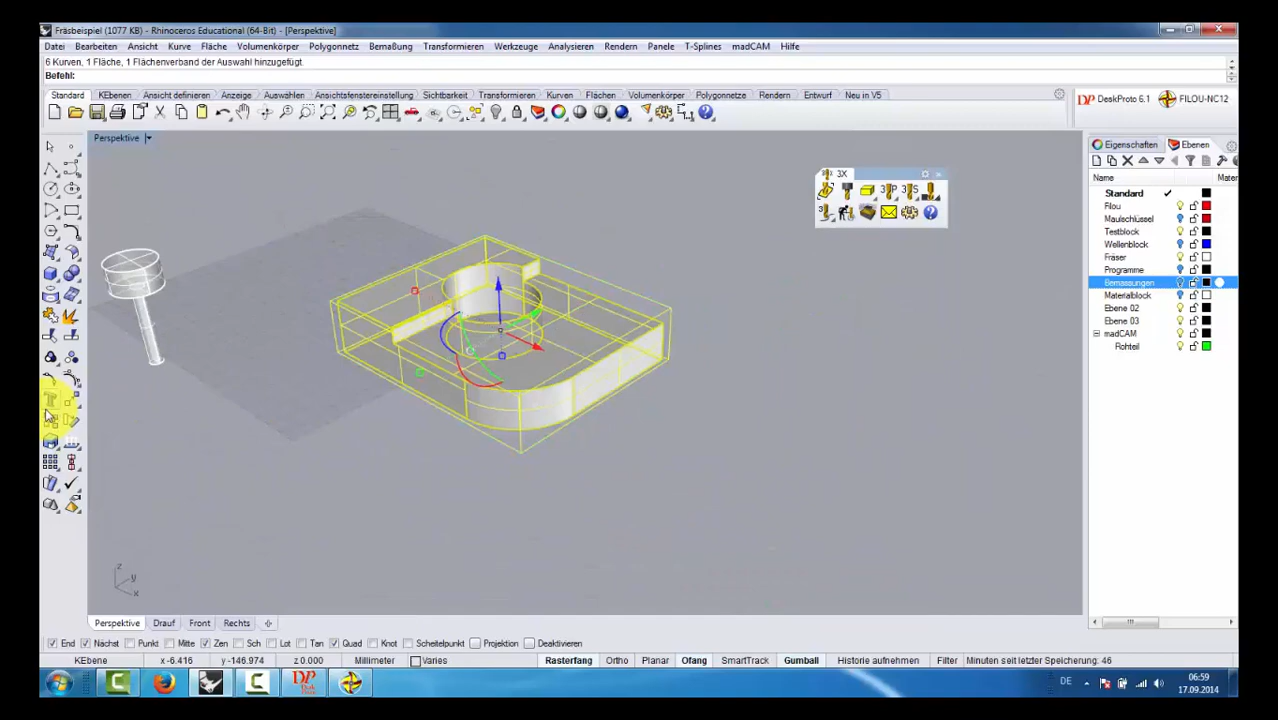 Fräsbeispiel (1077 KB) - Rhinoceros Educational (64-Bit) - [Perspektive]
Datei Bearbeiten Ansicht Kurve Fläche Volumenkörper Polygonnetz Bemaßung Transformieren Werkzeuge Analysieren Rendern Panele T-Splines madCAM Hilfe
6 Kurven, 1 Fläche, 1 Flächenverband der Auswahl hinzugefügt.
Befehl:
Standard KEbenen Ansicht definieren Anzeige Auswählen Ansichtsfenstereinstellung Sichtbarkeit Transformieren Kurven Flächen Volumenkörper Polygonnetze Rendern Entwurf Neu in V5
DeskProto 6.1 FILOU-NC12
Perspektive
Eigenschaften Ebenen
3X
Name Mater
Standard
Filou
Maulschlüssel
Testblock
Wellenblock
Fräser
Programme
Bemassungen
Materialblock
Ebene 02
Ebene 03
madCAM
Rohteil
z
y
x
Perspektive Drauf Front Rechts
End Nächst Punkt Mitte Zen Sch Lot Tan Quad Knot Scheitelpunkt Projektion Deaktivieren
KEbene x -6.416 y -146.974 z 0.000 Millimeter Varies Rasterfang Ortho Planar Ofang SmartTrack Gumball Historie aufnehmen Filter Minuten seit letzter Speicherung: 46
DE 06:59
17.09.2014